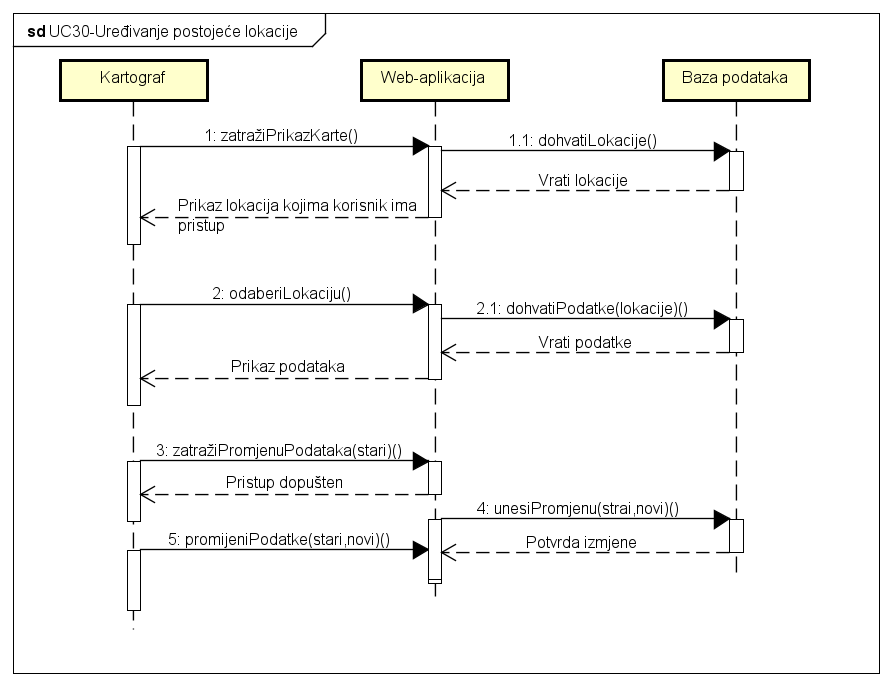 sd UC30-Uređivanje postojeće lokacije
Kartograf
Web-aplikacija
Baza podataka
1: zatražiPrikazKarte()
1.1: dohvatiLokacije()
Vrati lokacije
Prikaz lokacija kojima korisnik ima
pristup
2: odaberiLokaciju()
2.1: dohvatiPodatke(lokacije)()
Vrati podatke
Prikaz podataka
3: zatražiPromjenuPodataka(stari)()
Pristup dopušten
4: unesiPromjenu(strai,novi)()
5: promijeniPodatke(stari,novi)()
Potvrda izmjene